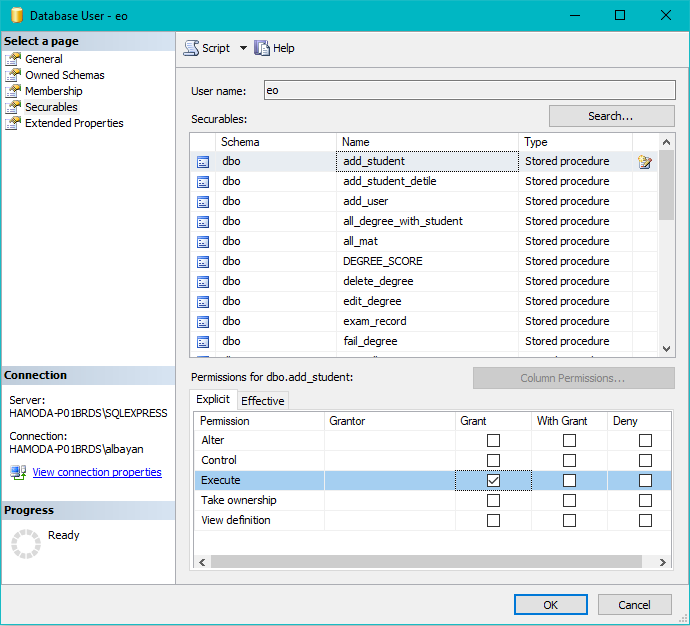 Database User - eo
Select a page
General
Owned Schemas
Membership
Securables
Extended Properties
Connection
Server:
HAMODA-P01BRDS\SQLEXPRESS
Connection:
HAMODA-P01BRDS\albayan
View connection properties
Progress
Ready
Script Help
User name: eo
Securables: Search...
Schema Name Type
dbo add_student Stored procedure
dbo add_student_detile Stored procedure
dbo add_user Stored procedure
dbo all_degree_with_student Stored procedure
dbo all_mat Stored procedure
dbo DEGREE_SCORE Stored procedure
dbo delete_degree Stored procedure
dbo edit_degree Stored procedure
dbo exam_record Stored procedure
dbo fail_degree Stored procedure
Permissions for dbo.add_student: Column Permissions...
Explicit Effective
Permission Grantor Grant With Grant Deny
Alter
Control
Execute
Take ownership
View definition
OK Cancel